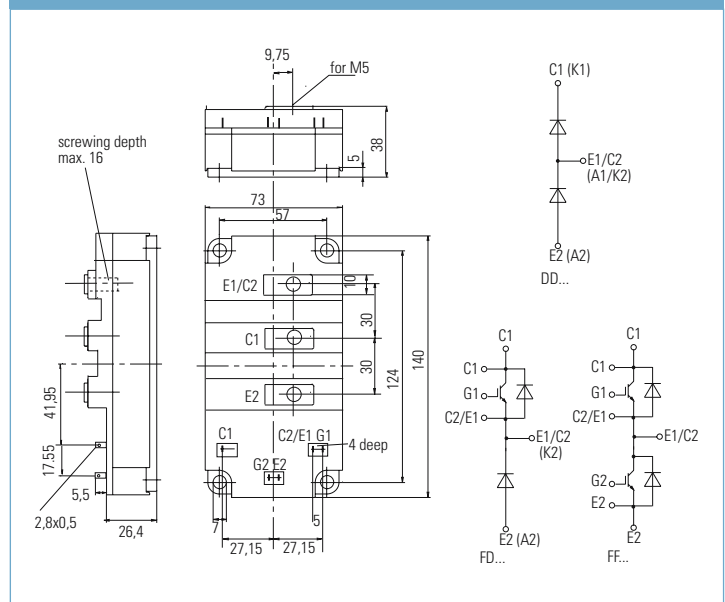 9,75
for M5
38
5
screwing depth
max. 16
73
57
E1/C2
10
30
C1
30
E2
124
140
41,95
17.55
C1
C2/E1 G1
4 deep
G2 E2
5,5
2,8x0,5
26,4
7
5
27,15
27,15
C1 (K1)
E1/C2
(A1/K2)
E2 (A2)
DD...
C1
C1
G1
C2/E1
E1/C2
(K2)
E2 (A2)
FD...
C1
C1
G1
C2/E1
E1/C2
G2
E2
E2
FF...